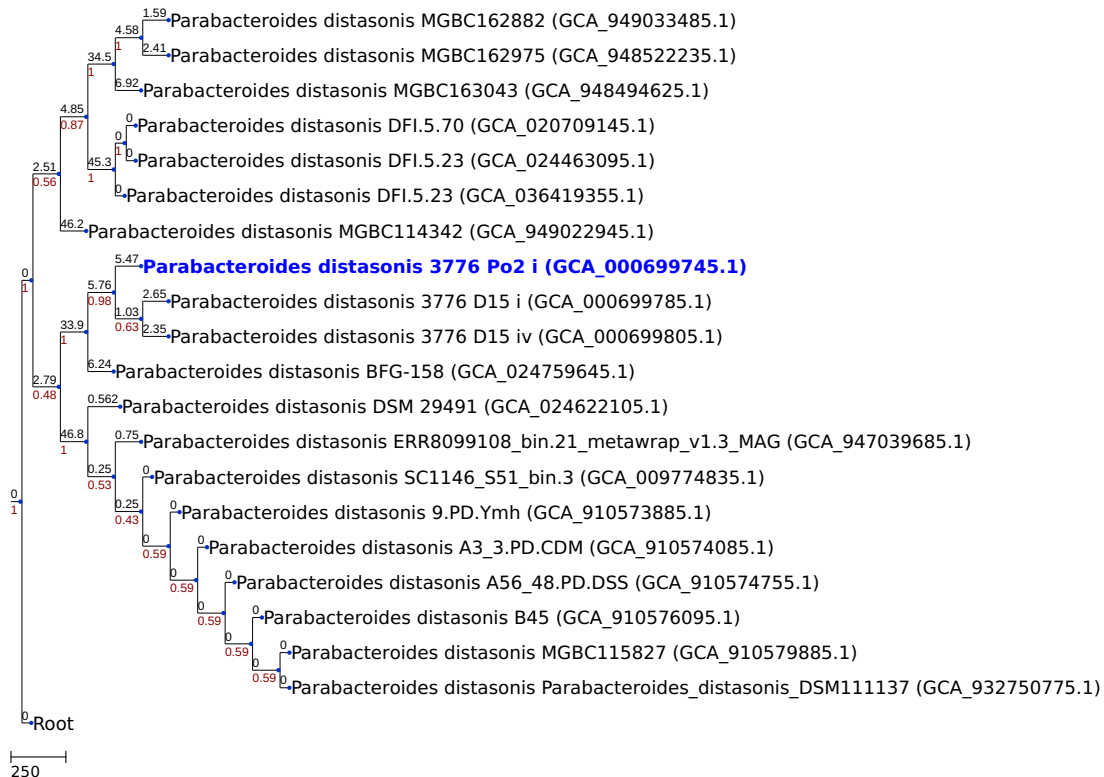 1.59
Parabacteroides distasonis MGBC162882 (GCA_949033485.1)
4.58
1
2.41
Parabacteroides distasonis MGBC162975 (GCA_948522235.1)
34.5
1
6.92
Parabacteroides distasonis MGBC163043 (GCA_948494625.1)
4.85
0.87
0
Parabacteroides distasonis DFI.5.70 (GCA_020709145.1)
0
1
0
Parabacteroides distasonis DFI.5.23 (GCA_024463095.1)
45.3
1
0
Parabacteroides distasonis DFI.5.23 (GCA_036419355.1)
2.51
0.56
46.2
Parabacteroides distasonis MGBC114342 (GCA_949022945.1)
0
1
5.47
Parabacteroides distasonis 3776 Po2 i (GCA_000699745.1)
5.76
0.98
2.65
Parabacteroides distasonis 3776 D15 i (GCA_000699785.1)
1.03
0.63
2.35
Parabacteroides distasonis 3776 D15 iv (GCA_000699805.1)
33.9
1
6.24
Parabacteroides distasonis BFG-158 (GCA_024759645.1)
2.79
0.48
0.562
Parabacteroides distasonis DSM 29491 (GCA_024622105.1)
46.8
1
0.75
Parabacteroides distasonis ERR8099108_bin.21_metawrap_v1.3_MAG (GCA_947039685.1)
0.25
0.53
0
Parabacteroides distasonis SC1146_S51_bin.3 (GCA_009774835.1)
0.25
0.43
0
Parabacteroides distasonis 9.PD.Ymh (GCA_910573885.1)
0
0.59
0
Parabacteroides distasonis A3_3.PD.CDM (GCA_910574085.1)
0
0.59
0
Parabacteroides distasonis A56_48.PD.DSS (GCA_910574755.1)
0
0.59
0
Parabacteroides distasonis B45 (GCA_910576095.1)
0
0.59
0
Parabacteroides distasonis MGBC115827 (GCA_910579885.1)
0
0.59
0
Parabacteroides distasonis Parabacteroides_distasonis_DSM111137 (GCA_932750775.1)
0
1
0
Root
250